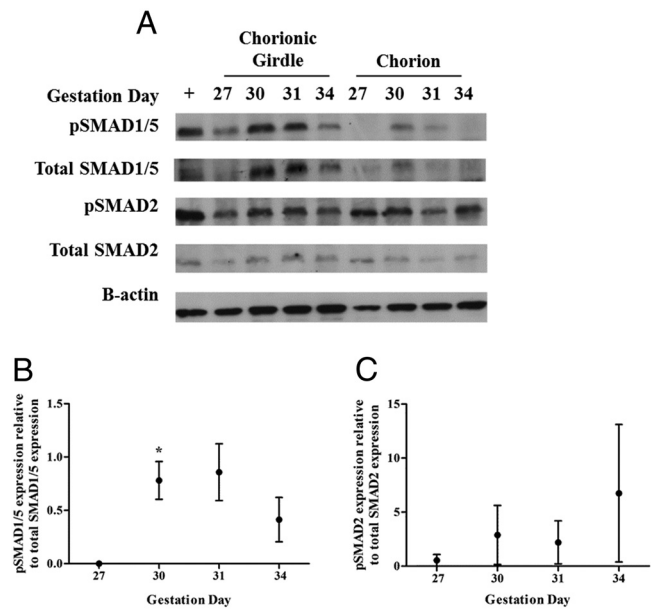 A
Chorionic
Girdle
Chorion
Gestation Day + 27 30 31 34 27 30 31 34
pSMAD1/5
Total SMAD1/5
pSMAD2
Total SMAD2
B-actin
B
pSMAD1/5 expression relative
to total SMAD1/5 expression
1.5
1.0
0.5
0.0
*
27 30 31 34
Gestation Day
C
pSMAD2 expression relative
to total SMAD2 expression
15
10
5
0
27 30 31 34
Gestation Day